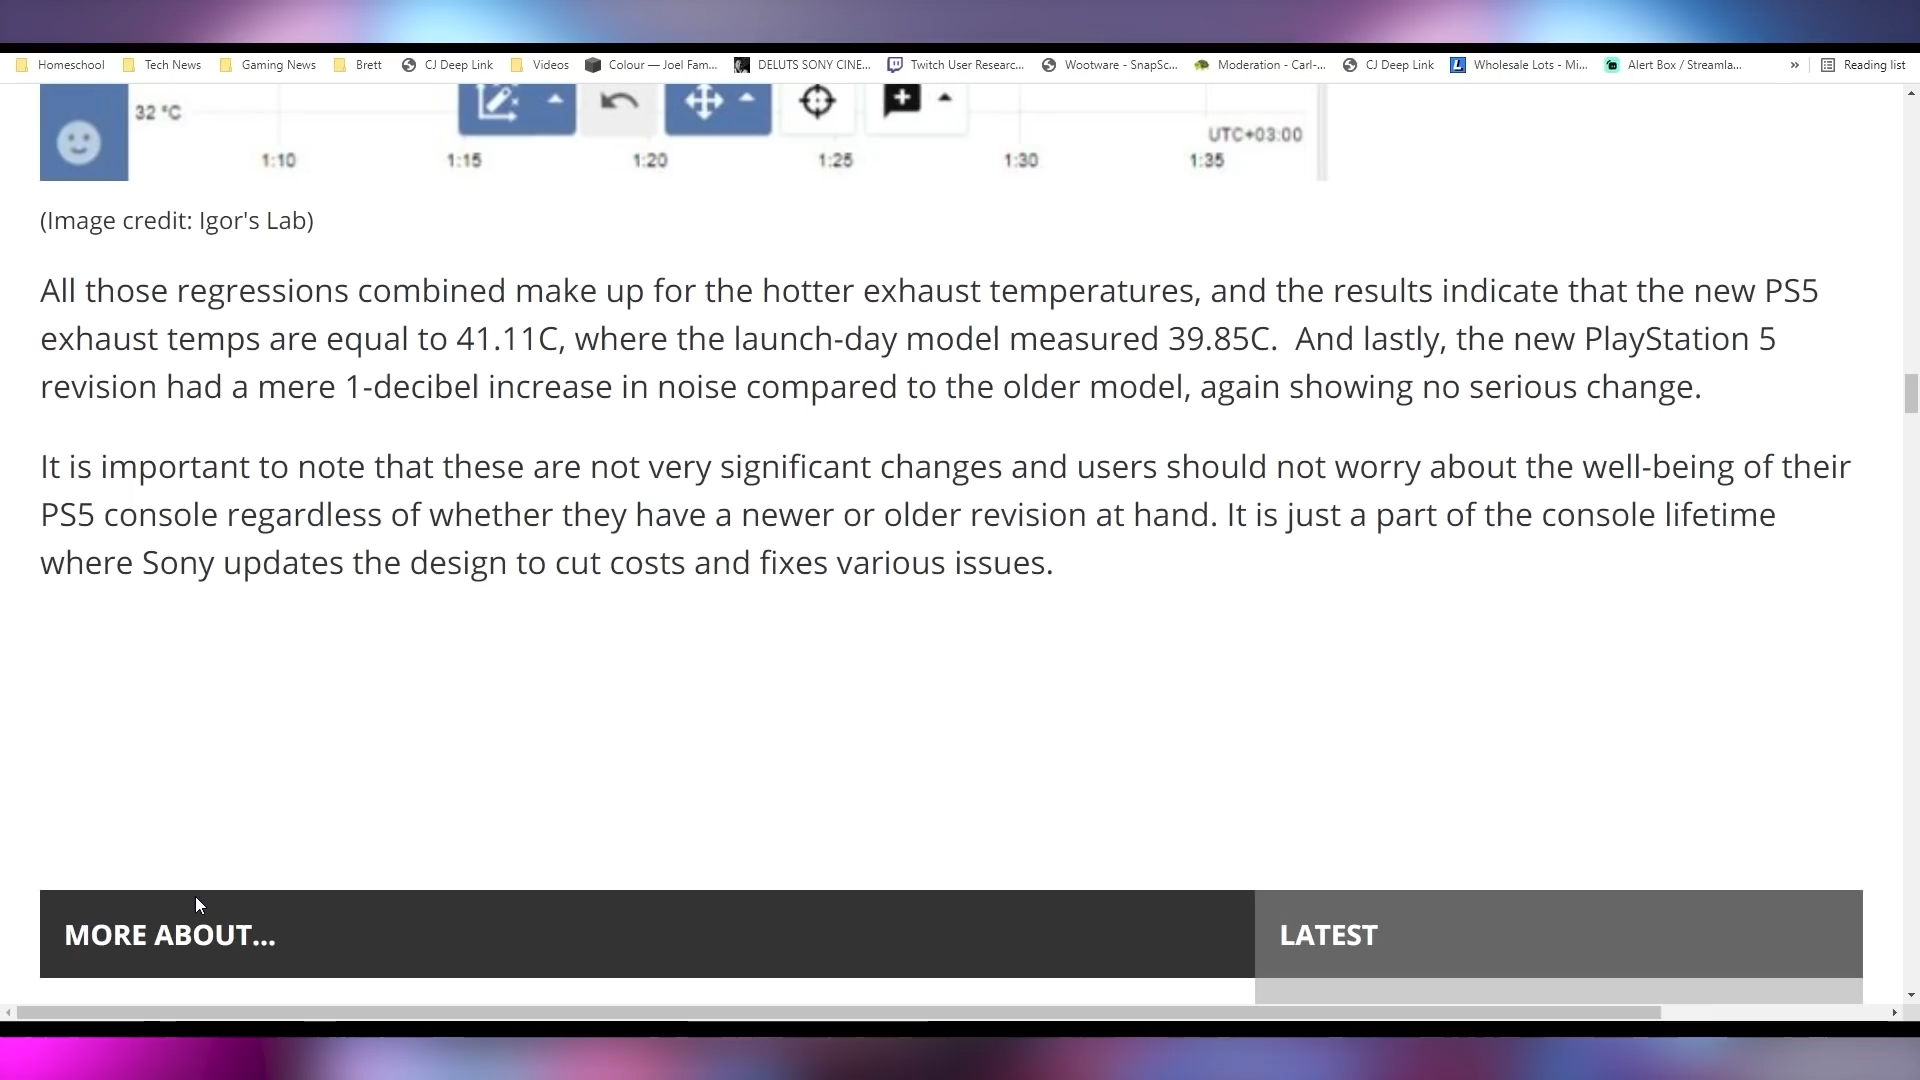 Homeschool Tech News Gaming News Brett CJ Deep Link Videos Colour — Joel Fam... DELUTS SONY CINE... Twitch User Researc... Wootware - SnapSc... Moderation - Carl-... CJ Deep Link Wholesale Lots - Mi... Alert Box / Streamla... » Reading list
32 °C
UTC+03:00
1:10 1:15 1:20 1:25 1:30 1:35
(Image credit: Igor's Lab)
All those regressions combined make up for the hotter exhaust temperatures, and the results indicate that the new PS5
exhaust temps are equal to 41.11C, where the launch-day model measured 39.85C.  And lastly, the new PlayStation 5
revision had a mere 1-decibel increase in noise compared to the older model, again showing no serious change.
It is important to note that these are not very significant changes and users should not worry about the well-being of their
PS5 console regardless of whether they have a newer or older revision at hand. It is just a part of the console lifetime
where Sony updates the design to cut costs and fixes various issues.
MORE ABOUT... LATEST